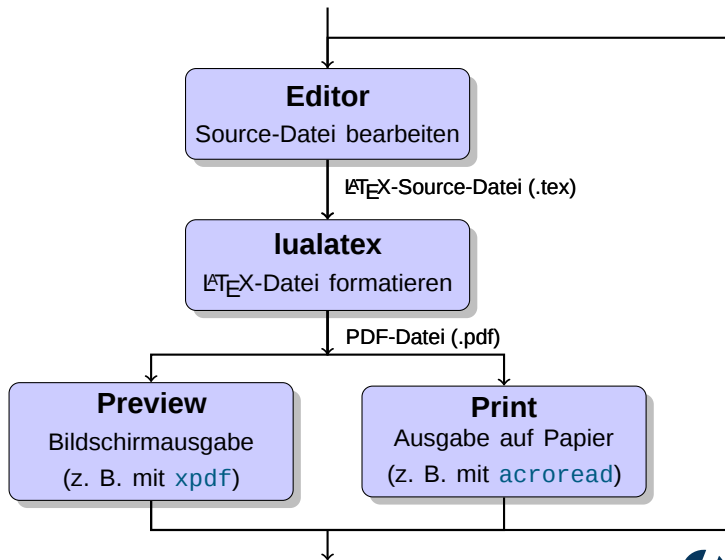 Editor
Source-Datei bearbeiten
LATEX-Source-Datei (.tex)
lualatex
LATEX-Datei formatieren
PDF-Datei (.pdf)
Preview
Bildschirmausgabe
(z. B. mit xpdf)
Print
Ausgabe auf Papier
(z. B. mit acroread)